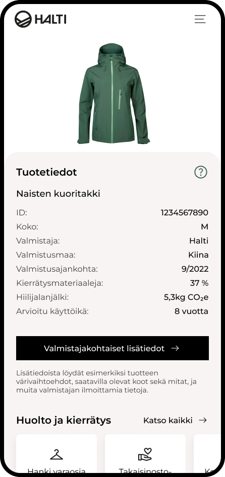 HALTI
Tuotetiedot
Naisten kuoritakki
ID: 1234567890
Koko: M
Valmistaja: Halti
Valmistusmaa: Kiina
Valmistusajankohta: 9/2022
Kierrätysmateriaaleja: 37 %
Hiilijalanjälki: 5,3kg CO₂e
Arvioitu käyttöikä: 8 vuotta
Valmistajakohtaiset lisätiedot →
Lisätiedoista löydät esimerkiksi tuotteen
värivaihtoehdot, saatavilla olevat koot sekä mitat, ja
muita valmistajan ilmoittamia tietoja.
Huolto ja kierrätys Katso kaikki →
Hanki varaosia Takaisinosto-